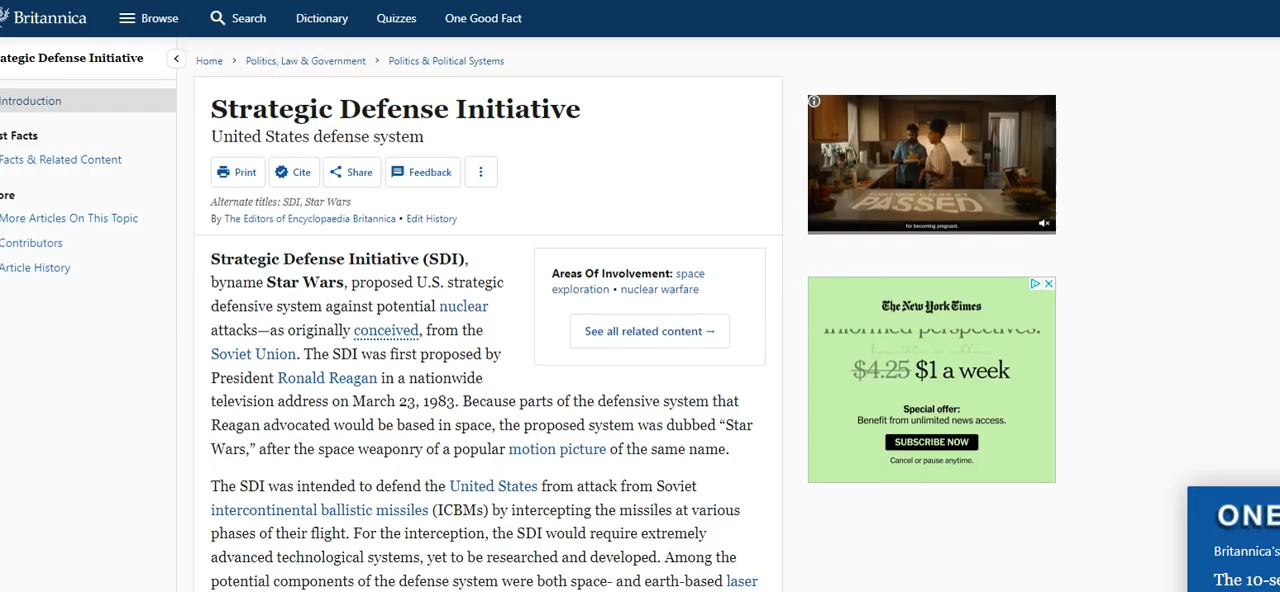 Britannica
Browse
Search
Dictionary
Quizzes
One Good Fact
ategic Defense Initiative
Introduction
st Facts
Facts & Related Content
ore
More Articles On This Topic
Contributors
Article History
Home > Politics, Law & Government > Politics & Political Systems
Strategic Defense Initiative
United States defense system
Print
Cite
Share
Feedback
Alternate titles: SDI, Star Wars
By The Editors of Encyclopaedia Britannica • Edit History
Strategic Defense Initiative (SDI),
byname Star Wars, proposed U.S. strategic
defensive system against potential nuclear
attacks—as originally conceived, from the
Soviet Union. The SDI was first proposed by
President Ronald Reagan in a nationwide
television address on March 23, 1983. Because parts of the defensive system that
Reagan advocated would be based in space, the proposed system was dubbed “Star
Wars,” after the space weaponry of a popular motion picture of the same name.
Areas Of Involvement: space
exploration • nuclear warfare
See all related content →
The SDI was intended to defend the United States from attack from Soviet
intercontinental ballistic missiles (ICBMs) by intercepting the missiles at various
phases of their flight. For the interception, the SDI would require extremely
advanced technological systems, yet to be researched and developed. Among the
potential components of the defense system were both space- and earth-based laser
PASSED
for becoming pregnant.
The New York Times
informed perspectives.
$4.25 $1 a week
Special offer:
Benefit from unlimited news access.
SUBSCRIBE NOW
Cancel or pause anytime.
ONE
Britannica's
The 10-se